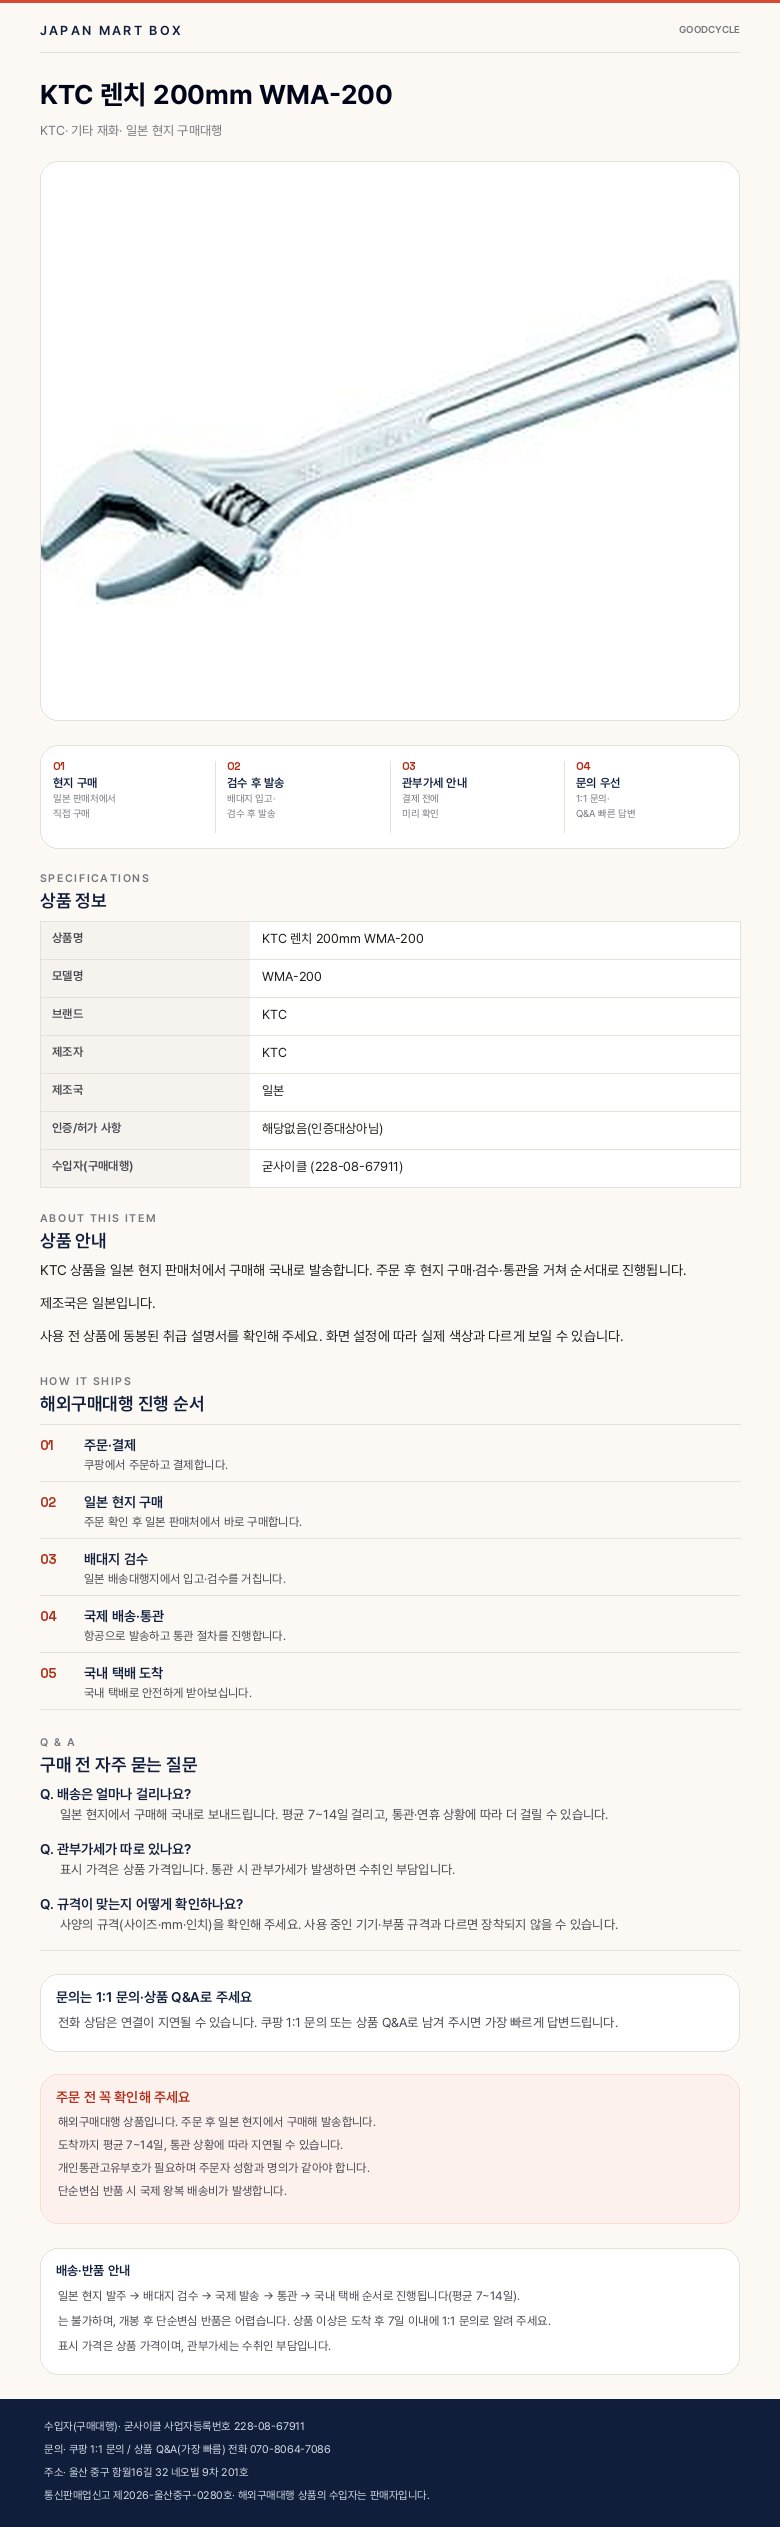 JAPAN MART BOX
GOODCYCLE
KTC 렌치 200mm WMA-200
KTC· 기타 재화· 일본 현지 구매대행
01
현지 구매
일본 판매처에서
직접 구매
02
검수 후 발송
배대지 입고·
검수 후 발송
03
관부가세 안내
결제 전에
미리 확인
04
문의 우선
1:1 문의·
Q&A 빠른 답변
SPECIFICATIONS
상품 정보
상품명 KTC 렌치 200mm WMA-200
모델명 WMA-200
브랜드 KTC
제조자 KTC
제조국 일본
인증/허가 사항 해당없음(인증대상아님)
수입자(구매대행) 굳사이클 (228-08-67911)
ABOUT THIS ITEM
상품 안내
KTC 상품을 일본 현지 판매처에서 구매해 국내로 발송합니다. 주문 후 현지 구매·검수·통관을 거쳐 순서대로 진행됩니다.
제조국은 일본입니다.
사용 전 상품에 동봉된 취급 설명서를 확인해 주세요. 화면 설정에 따라 실제 색상과 다르게 보일 수 있습니다.
HOW IT SHIPS
해외구매대행 진행 순서
01 주문·결제
쿠팡에서 주문하고 결제합니다.
02 일본 현지 구매
주문 확인 후 일본 판매처에서 바로 구매합니다.
03 배대지 검수
일본 배송대행지에서 입고·검수를 거칩니다.
04 국제 배송·통관
항공으로 발송하고 통관 절차를 진행합니다.
05 국내 택배 도착
국내 택배로 안전하게 받아보십니다.
Q & A
구매 전 자주 묻는 질문
Q. 배송은 얼마나 걸리나요?
일본 현지에서 구매해 국내로 보내드립니다. 평균 7~14일 걸리고, 통관·연휴 상황에 따라 더 걸릴 수 있습니다.
Q. 관부가세가 따로 있나요?
표시 가격은 상품 가격입니다. 통관 시 관부가세가 발생하면 수취인 부담입니다.
Q. 규격이 맞는지 어떻게 확인하나요?
사양의 규격(사이즈·mm·인치)을 확인해 주세요. 사용 중인 기기·부품 규격과 다르면 장착되지 않을 수 있습니다.
문의는 1:1 문의·상품 Q&A로 주세요
전화 상담은 연결이 지연될 수 있습니다. 쿠팡 1:1 문의 또는 상품 Q&A로 남겨 주시면 가장 빠르게 답변드립니다.
주문 전 꼭 확인해 주세요
해외구매대행 상품입니다. 주문 후 일본 현지에서 구매해 발송합니다.
도착까지 평균 7~14일, 통관 상황에 따라 지연될 수 있습니다.
개인통관고유부호가 필요하며 주문자 성함과 명의가 같아야 합니다.
단순변심 반품 시 국제 왕복 배송비가 발생합니다.
배송·반품 안내
일본 현지 발주 → 배대지 검수 → 국제 발송 → 통관 → 국내 택배 순서로 진행됩니다(평균 7~14일).
는 불가하며, 개봉 후 단순변심 반품은 어렵습니다. 상품 이상은 도착 후 7일 이내에 1:1 문의로 알려 주세요.
표시 가격은 상품 가격이며, 관부가세는 수취인 부담입니다.
수입자(구매대행)· 굳사이클 사업자등록번호 228-08-67911
문의· 쿠팡 1:1 문의 / 상품 Q&A(가장 빠름) 전화 070-8064-7086
주소· 울산 중구 함월16길 32 네오빌 9차 201호
통신판매업신고 제2026-울산중구-0280호· 해외구매대행 상품의 수입자는 판매자입니다.